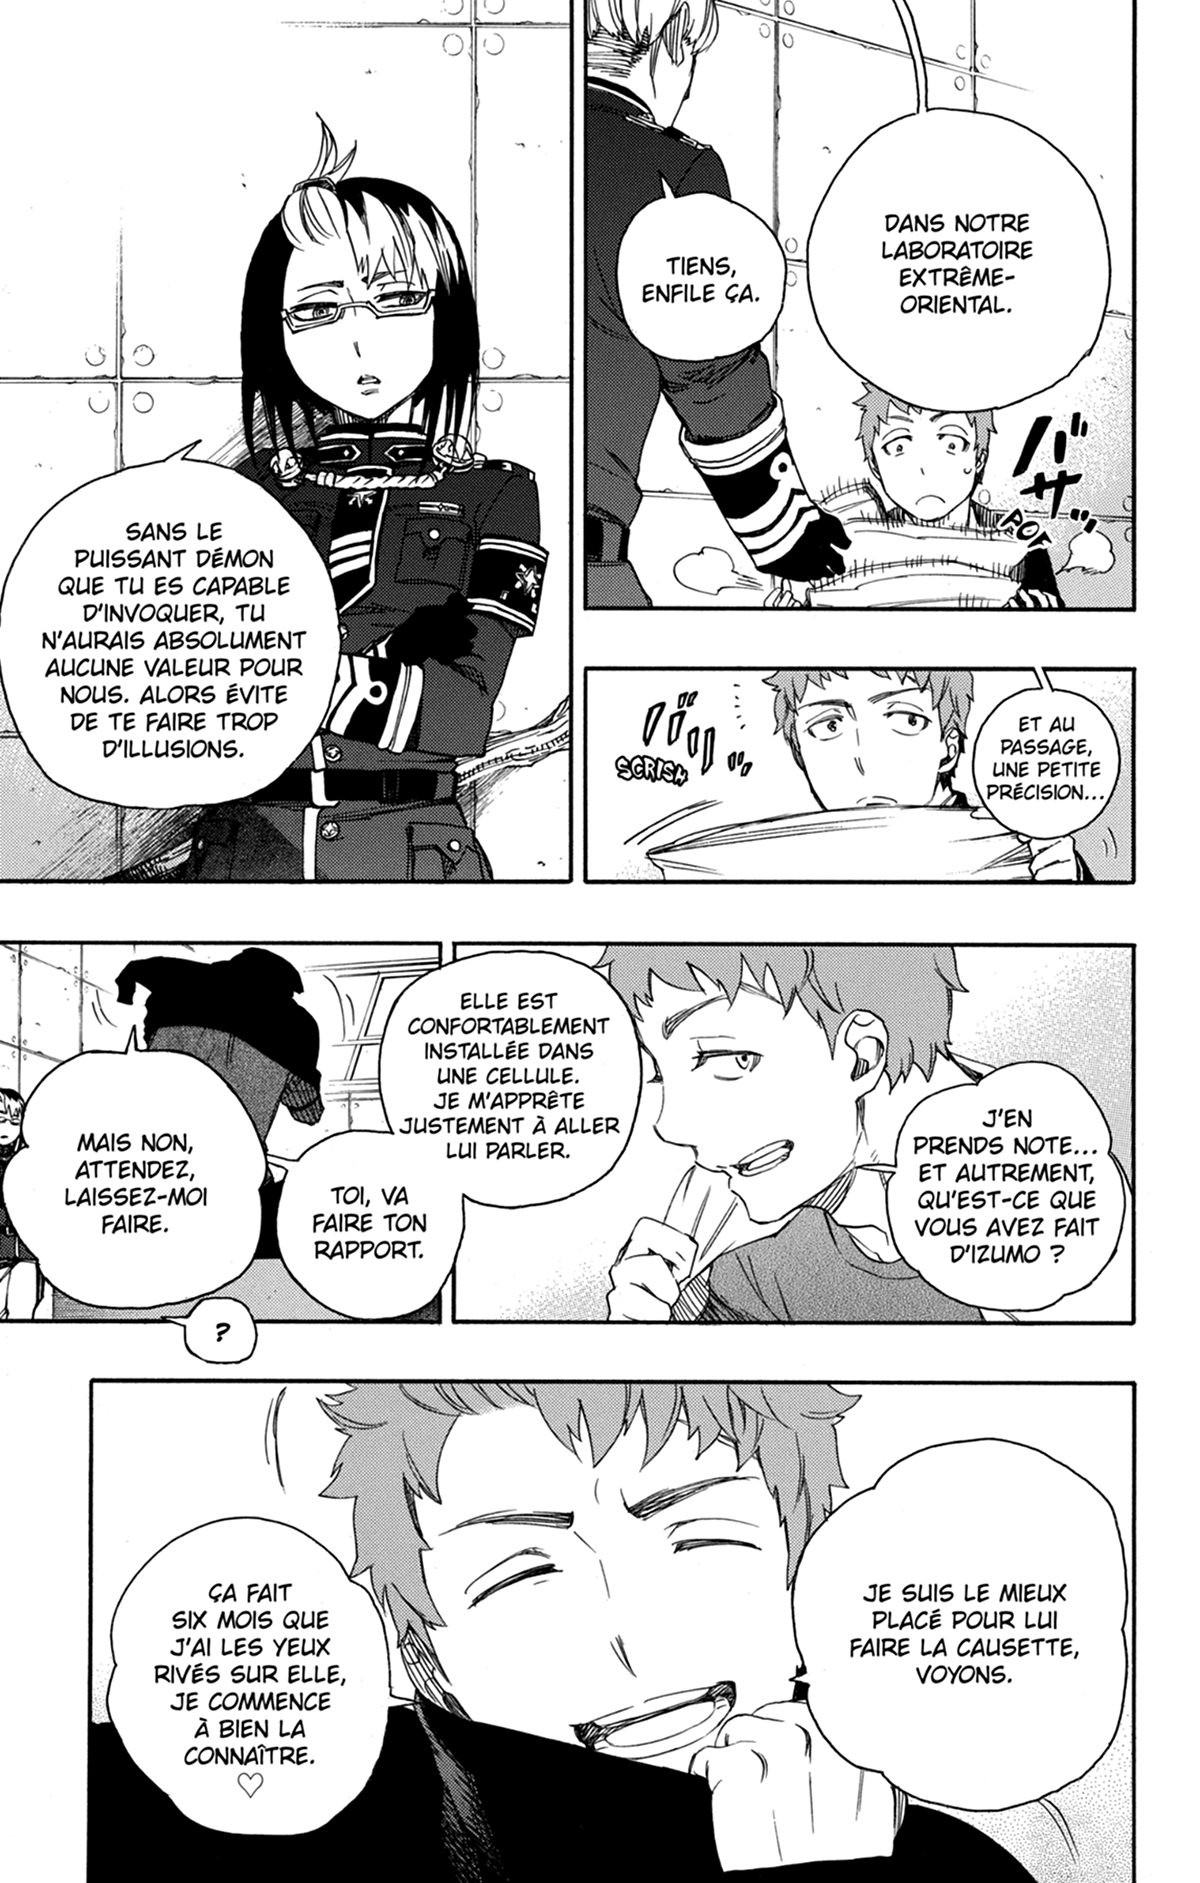 DANS NOTRE
LABORATOIRE
EXTRÊME-
ORIENTAL.
TIENS,
ENFILE ÇA.
バサッ
POF
ET AU
PASSAGE,
UNE PETITE
PRÉCISION...
SCRISH
SANS LE
PUISSANT DÉMON
QUE TU ES CAPABLE
D'INVOQUER, TU
N'AURAIS ABSOLUMENT
AUCUNE VALEUR POUR
NOUS. ALORS ÉVITE
DE TE FAIRE TROP
D'ILLUSIONS.
J'EN
PRENDS NOTE...
ET AUTREMENT,
QU'EST-CE QUE
VOUS AVEZ FAIT
D'IZUMO ?
ELLE EST
CONFORTABLEMENT
INSTALLÉE DANS
UNE CELLULE.
JE M'APPRÊTE
JUSTEMENT À ALLER
LUI PARLER.
TOI, VA
FAIRE TON
RAPPORT.
MAIS NON,
ATTENDEZ,
LAISSEZ-MOI
FAIRE.
?
JE SUIS LE MIEUX
PLACÉ POUR LUI
FAIRE LA CAUSETTE,
VOYONS.
ÇA FAIT
SIX MOIS QUE
J'AI LES YEUX
RIVÉS SUR ELLE,
JE COMMENCE
À BIEN LA
CONNAÎTRE.
♡